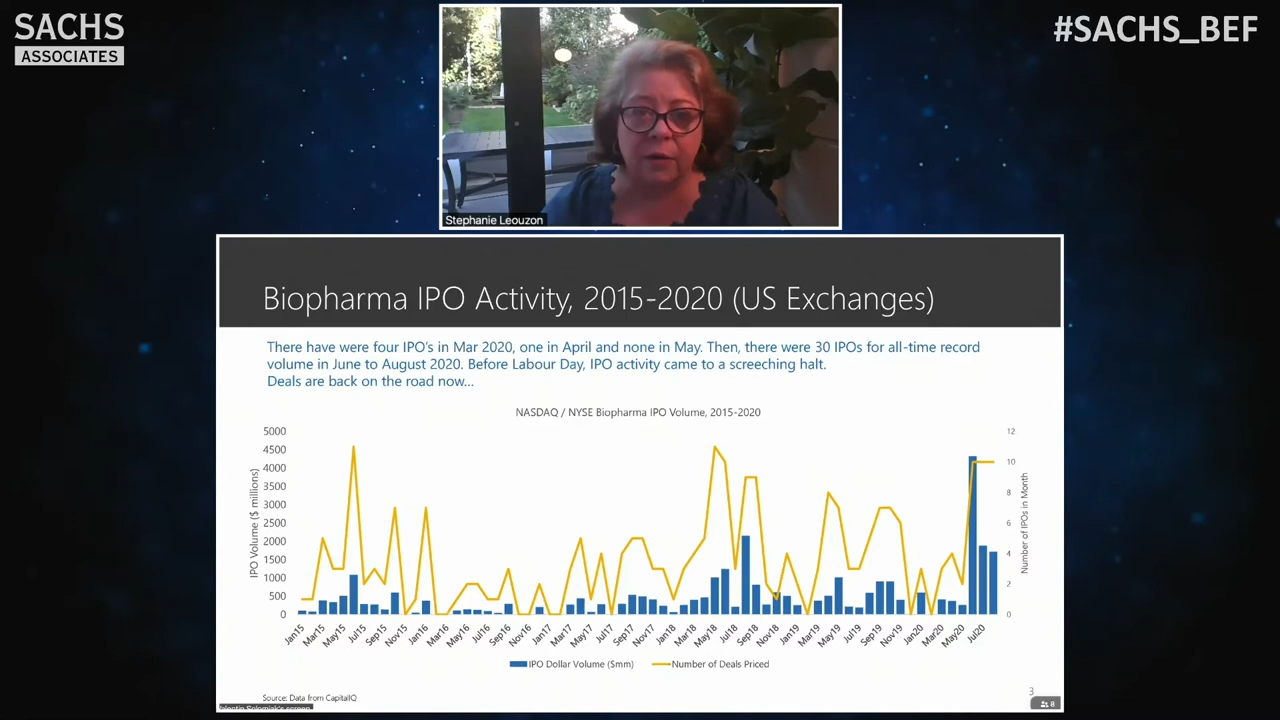 SACHS
ASSOCIATES
#SACHS_BEF
Stephanie Leouzon
Biopharma IPO Activity, 2015-2020 (US Exchanges)
There have were four IPO's in Mar 2020, one in April and none in May. Then, there were 30 IPOs for all-time record
volume in June to August 2020. Before Labour Day, IPO activity came to a screeching halt.
Deals are back on the road now...
NASDAQ / NYSE Biopharma IPO Volume, 2015-2020
IPO Volume ($ millions)
5000
4500
4000
3500
3000
2500
2000
1500
1000
500
0
12
10
8
6
4
2
0
Number of IPOs in Month
Jan15 Mar15 May15 Jul15 Sep15 Nov15 Jan16 Mar16 May16 Jul16 Sep16 Nov16 Jan17 Mar17 May17 Jul17 Sep17 Nov17 Jan18 Mar18 May18 Jul18 Sep18 Nov18 Jan19 Mar19 May19 Jul19 Sep19 Nov19 Jan20 Mar20 May20 Jul20
IPO Dollar Volume ($mm) Number of Deals Priced
Source: Data from CapitalIQ
3
8